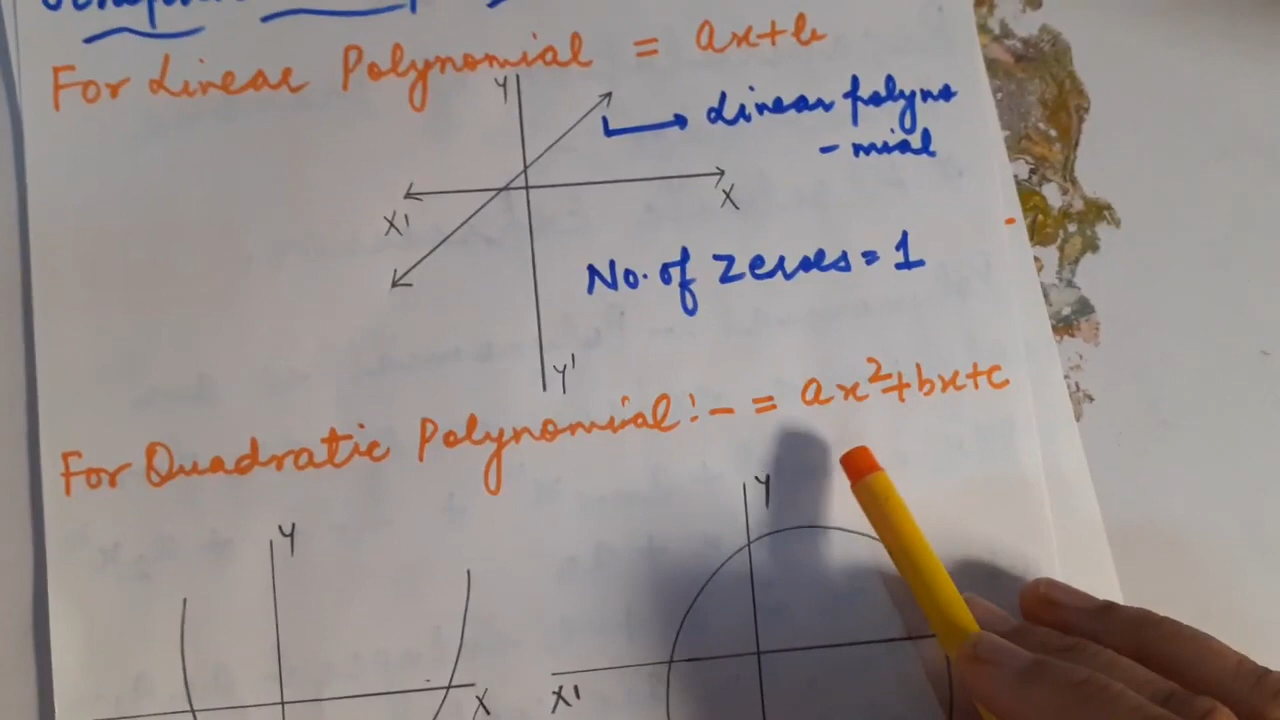 For Linear Polynomial = ax+b
Y
Linear polyno
-mial
X'
X
No. of zeroes = 1
Y'
For Quadratic Polynomial:- = ax²+bx+c
Y
Y
X
X'